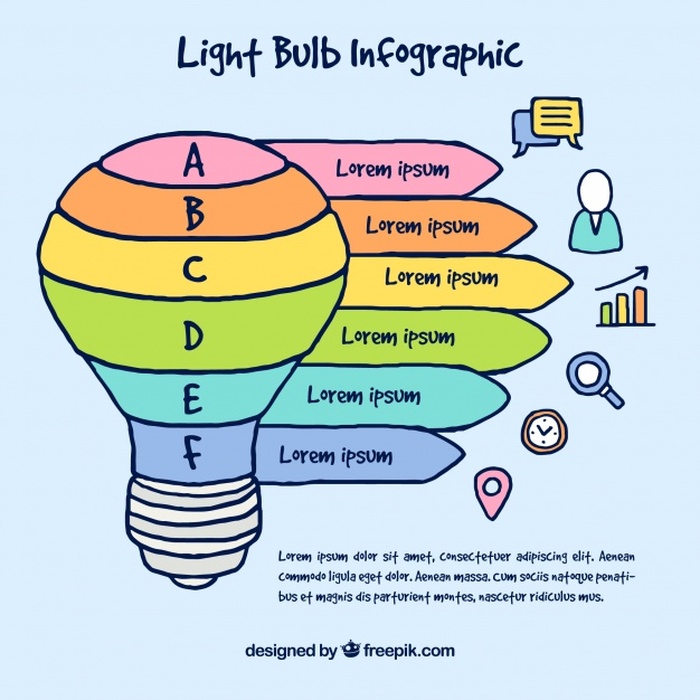 Light Bulb Infographic
A
Lorem ipsum
B
Lorem ipsum
C
Lorem ipsum
D
Lorem ipsum
E
Lorem ipsum
F
Lorem ipsum
Lorem ipsum dolor sit amet, consectetuer adipiscing elit. Aenean
commodo ligula eget dolor. Aenean massa. Cum sociis natoque penati-
bus et magnis dis parturient montes, nascetur ridiculus mus.
designed by freepik.com